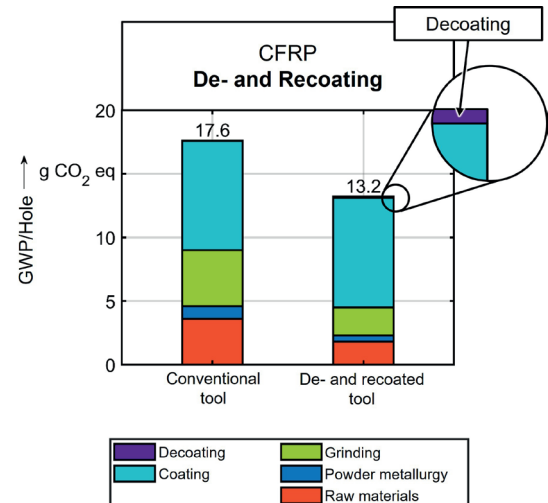 Decoating
CFRP
De- and Recoating
20
17.6
g CO2 eq
13.2
GWP/Hole
10
5
0
Conventional
tool
De- and recoated
tool
Decoating
Grinding
Coating
Powder metallurgy
Raw materials